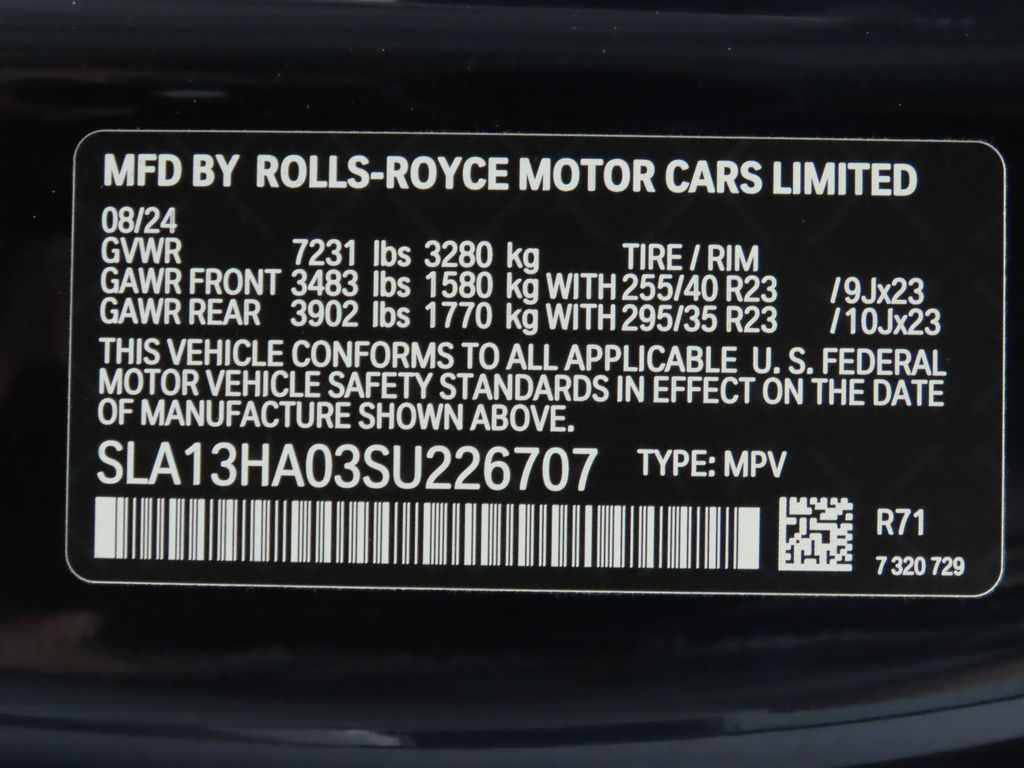 MFD BY ROLLS-ROYCE MOTOR CARS LIMITED
08/24
GVWR 7231 lbs 3280 kg TIRE / RIM
GAWR FRONT 3483 lbs 1580 kg WITH 255/40 R23 /9Jx23
GAWR REAR 3902 lbs 1770 kg WITH 295/35 R23 /10Jx23
THIS VEHICLE CONFORMS TO ALL APPLICABLE U. S. FEDERAL
MOTOR VEHICLE SAFETY STANDARDS IN EFFECT ON THE DATE
OF MANUFACTURE SHOWN ABOVE.
SLA13HA03SU226707 TYPE: MPV
R71
7 320 729